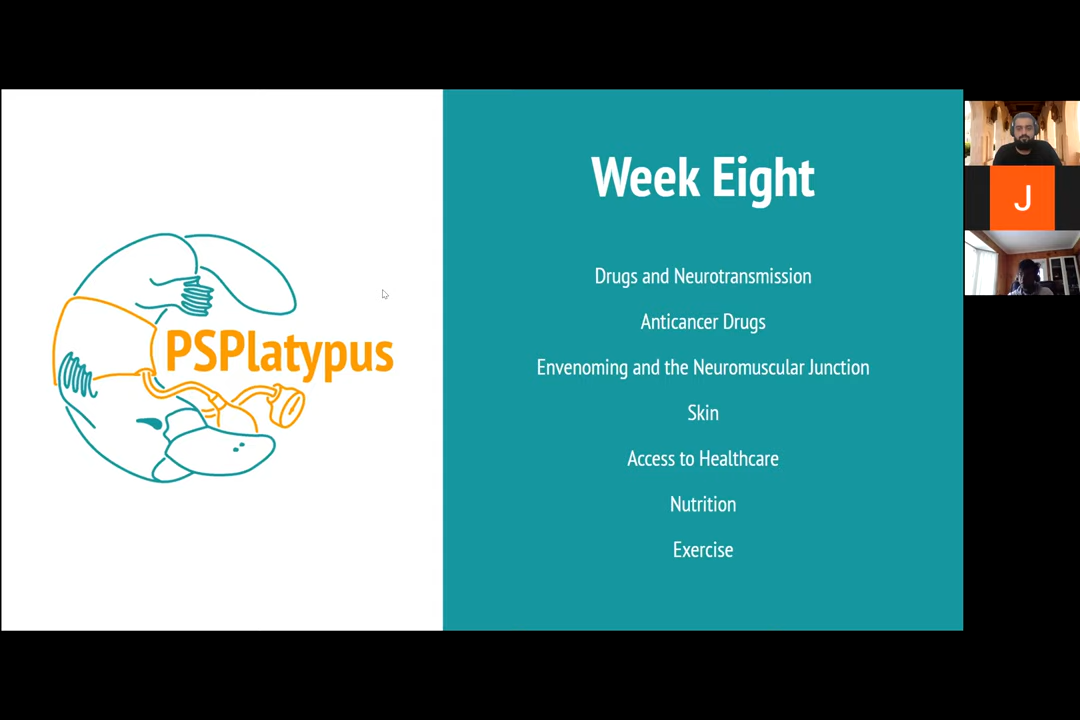 PSPlatypus
Week Eight
Drugs and Neurotransmission
Anticancer Drugs
Envenoming and the Neuromuscular Junction
Skin
Access to Healthcare
Nutrition
Exercise
J